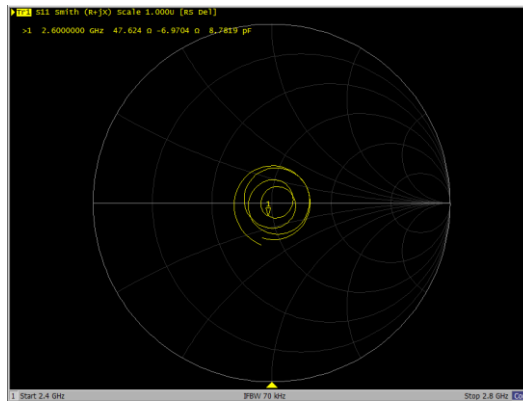 Tr1 S11 Smith (R+jX) Scale 1.000U [RS Del]
>1 2.6000000 GHz 47.624 Ω -6.9704 Ω 8.7819 pF
1
1 Start 2.4 GHz IFBW 70 kHz Stop 2.8 GHz